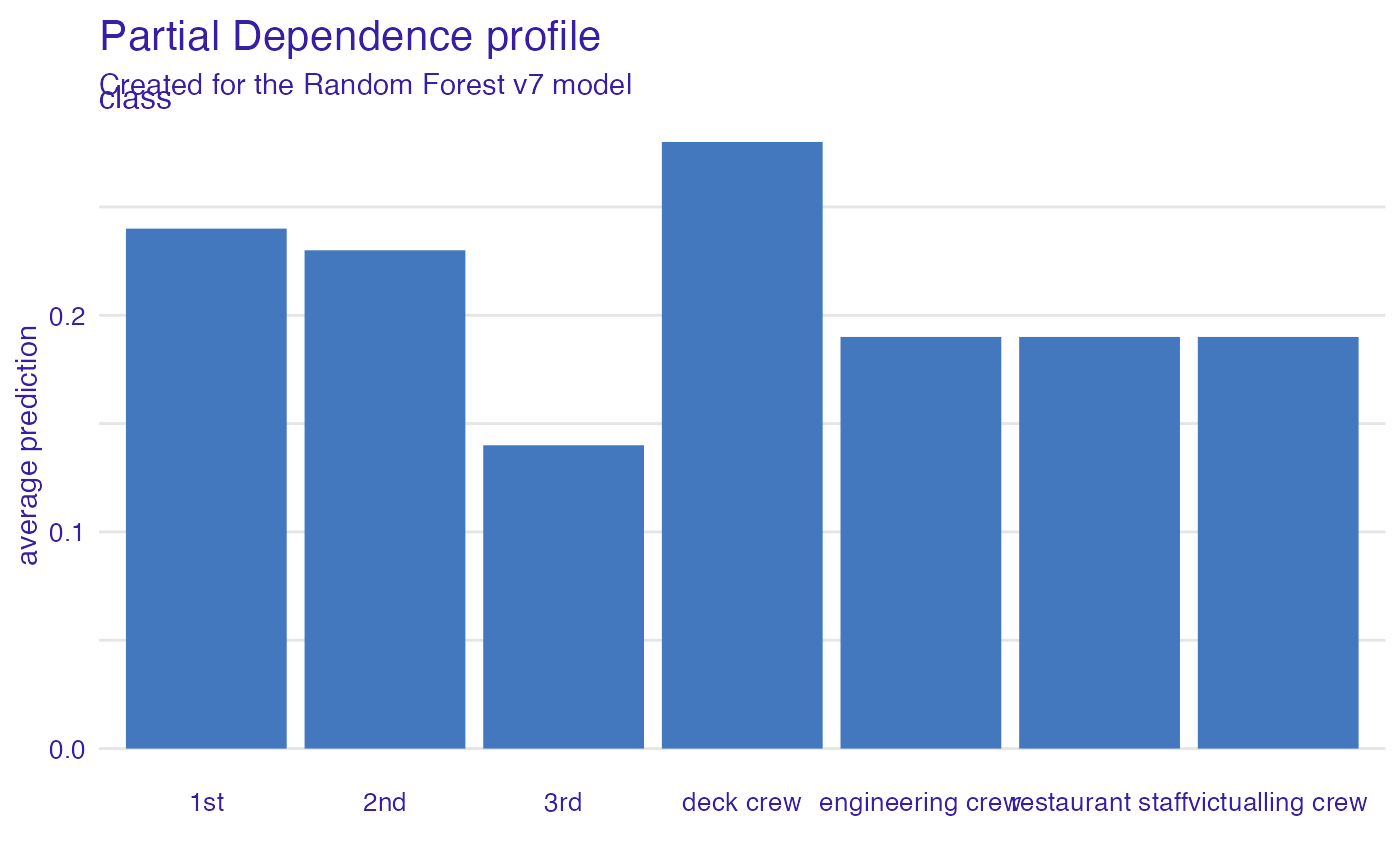 Partial Dependence profile
Created for the Random Forest v7 model
class
average prediction
0.2
0.1
0.0
1st 2nd 3rd deck crew engineering crew restaurant staff victualling crew